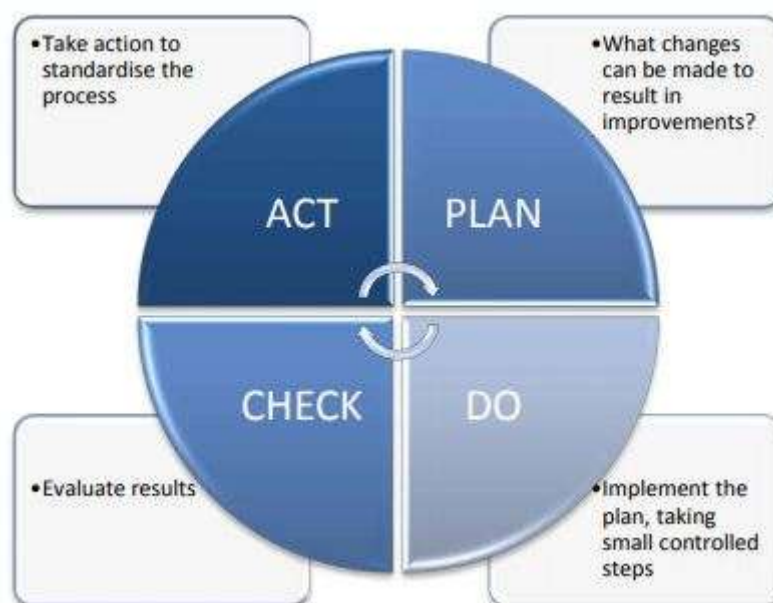 •Take action to
standardise the
process
•What changes
can be made to
result in
improvements?
ACT
PLAN
CHECK
DO
•Evaluate results
•Implement the
plan, taking
small controlled
steps